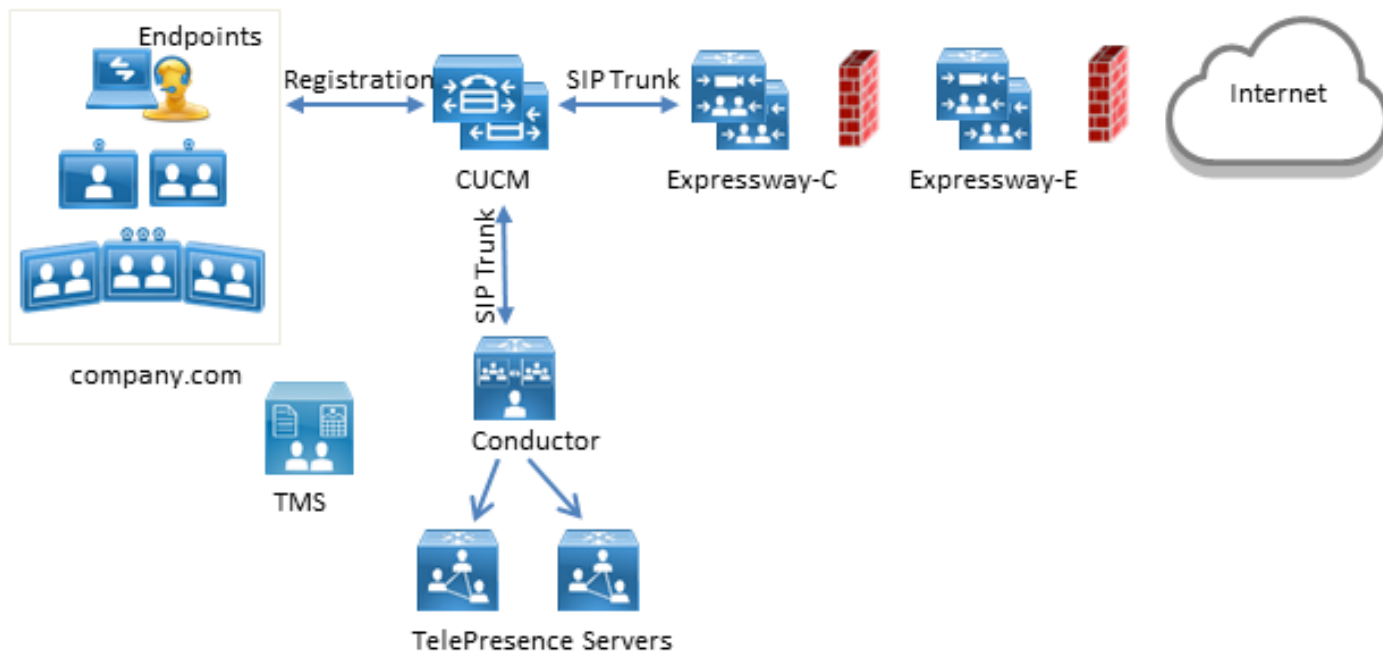 Endpoints
Registration
SIP Trunk
Internet
CUCM
Expressway-C
Expressway-E
SIP Trunk
company.com
Conductor
TMS
TelePresence Servers